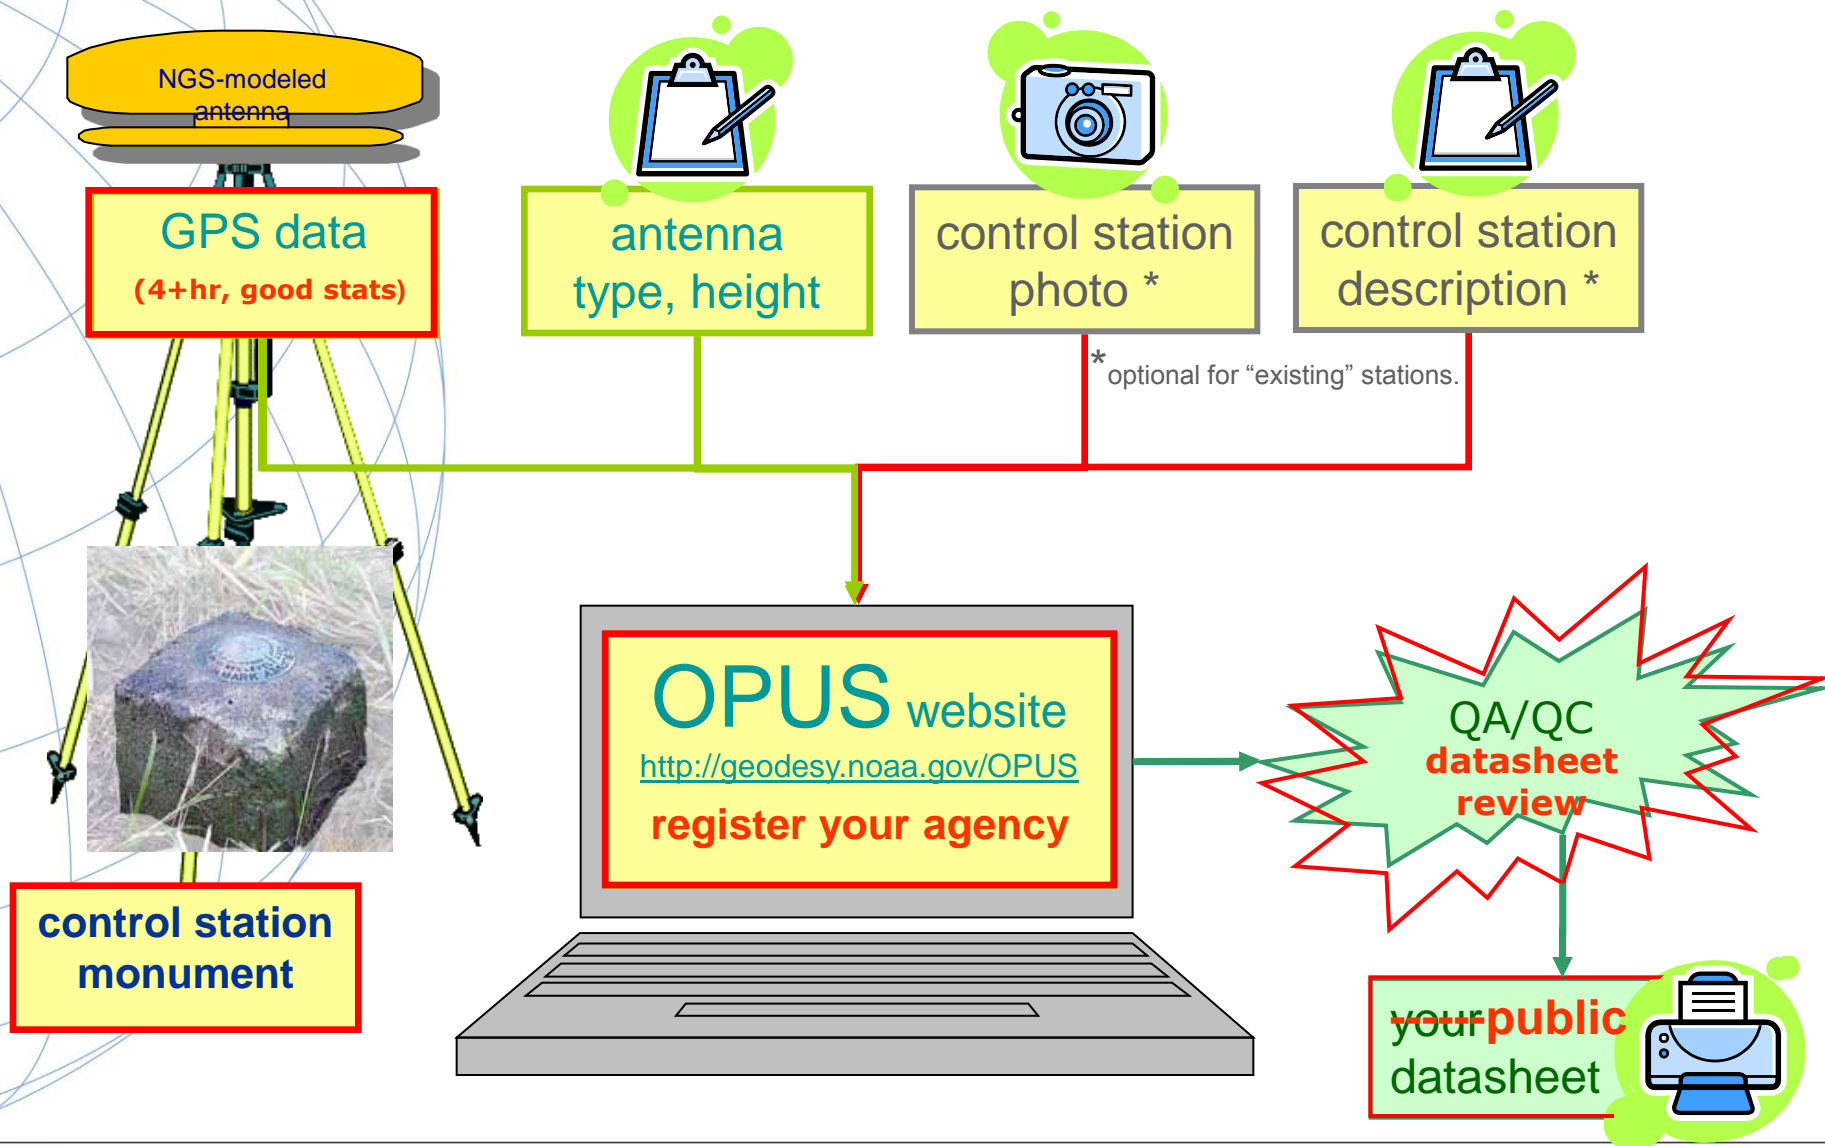 NGS-modeled
antenna
GPS data
(4+hr, good stats)
antenna
type, height
control station
photo *
control station
description *
*optional for “existing” stations.
OPUS website
http://geodesy.noaa.gov/OPUS
register your agency
QA/QC
datasheet
review
control station
monument
your public
datasheet
MARK